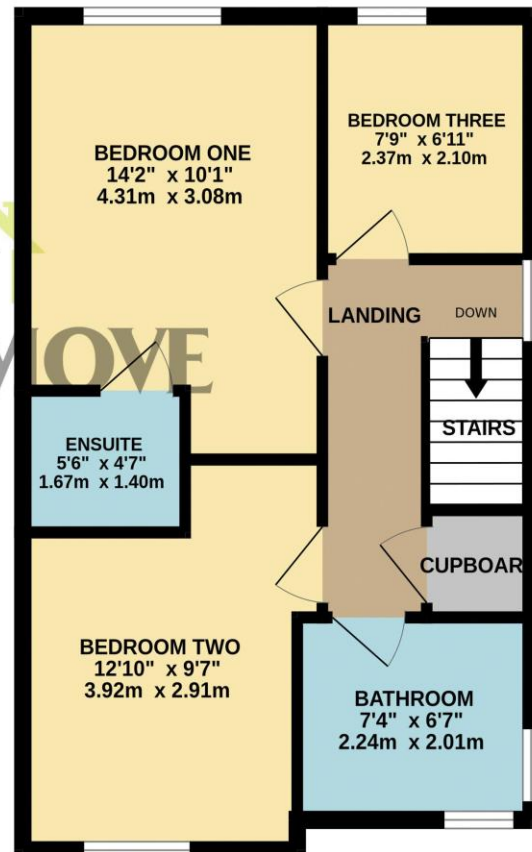 BEDROOM ONE
14'2" x 10'1"
4.31m x 3.08m
BEDROOM THREE
7'9" x 6'11"
2.37m x 2.10m
LANDING
DOWN
STAIRS
MOVE
ENSUITE
5'6" x 4'7"
1.67m x 1.40m
CUPBOAR
BEDROOM TWO
12'10" x 9'7"
3.92m x 2.91m
BATHROOM
7'4" x 6'7"
2.24m x 2.01m